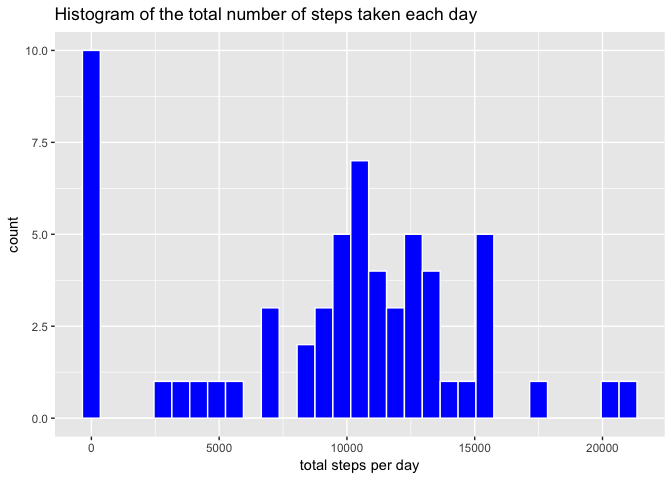 Histogram of the total number of steps taken each day
10.0
7.5
5.0
2.5
0.0
count
0 5000 10000 15000 20000
total steps per day